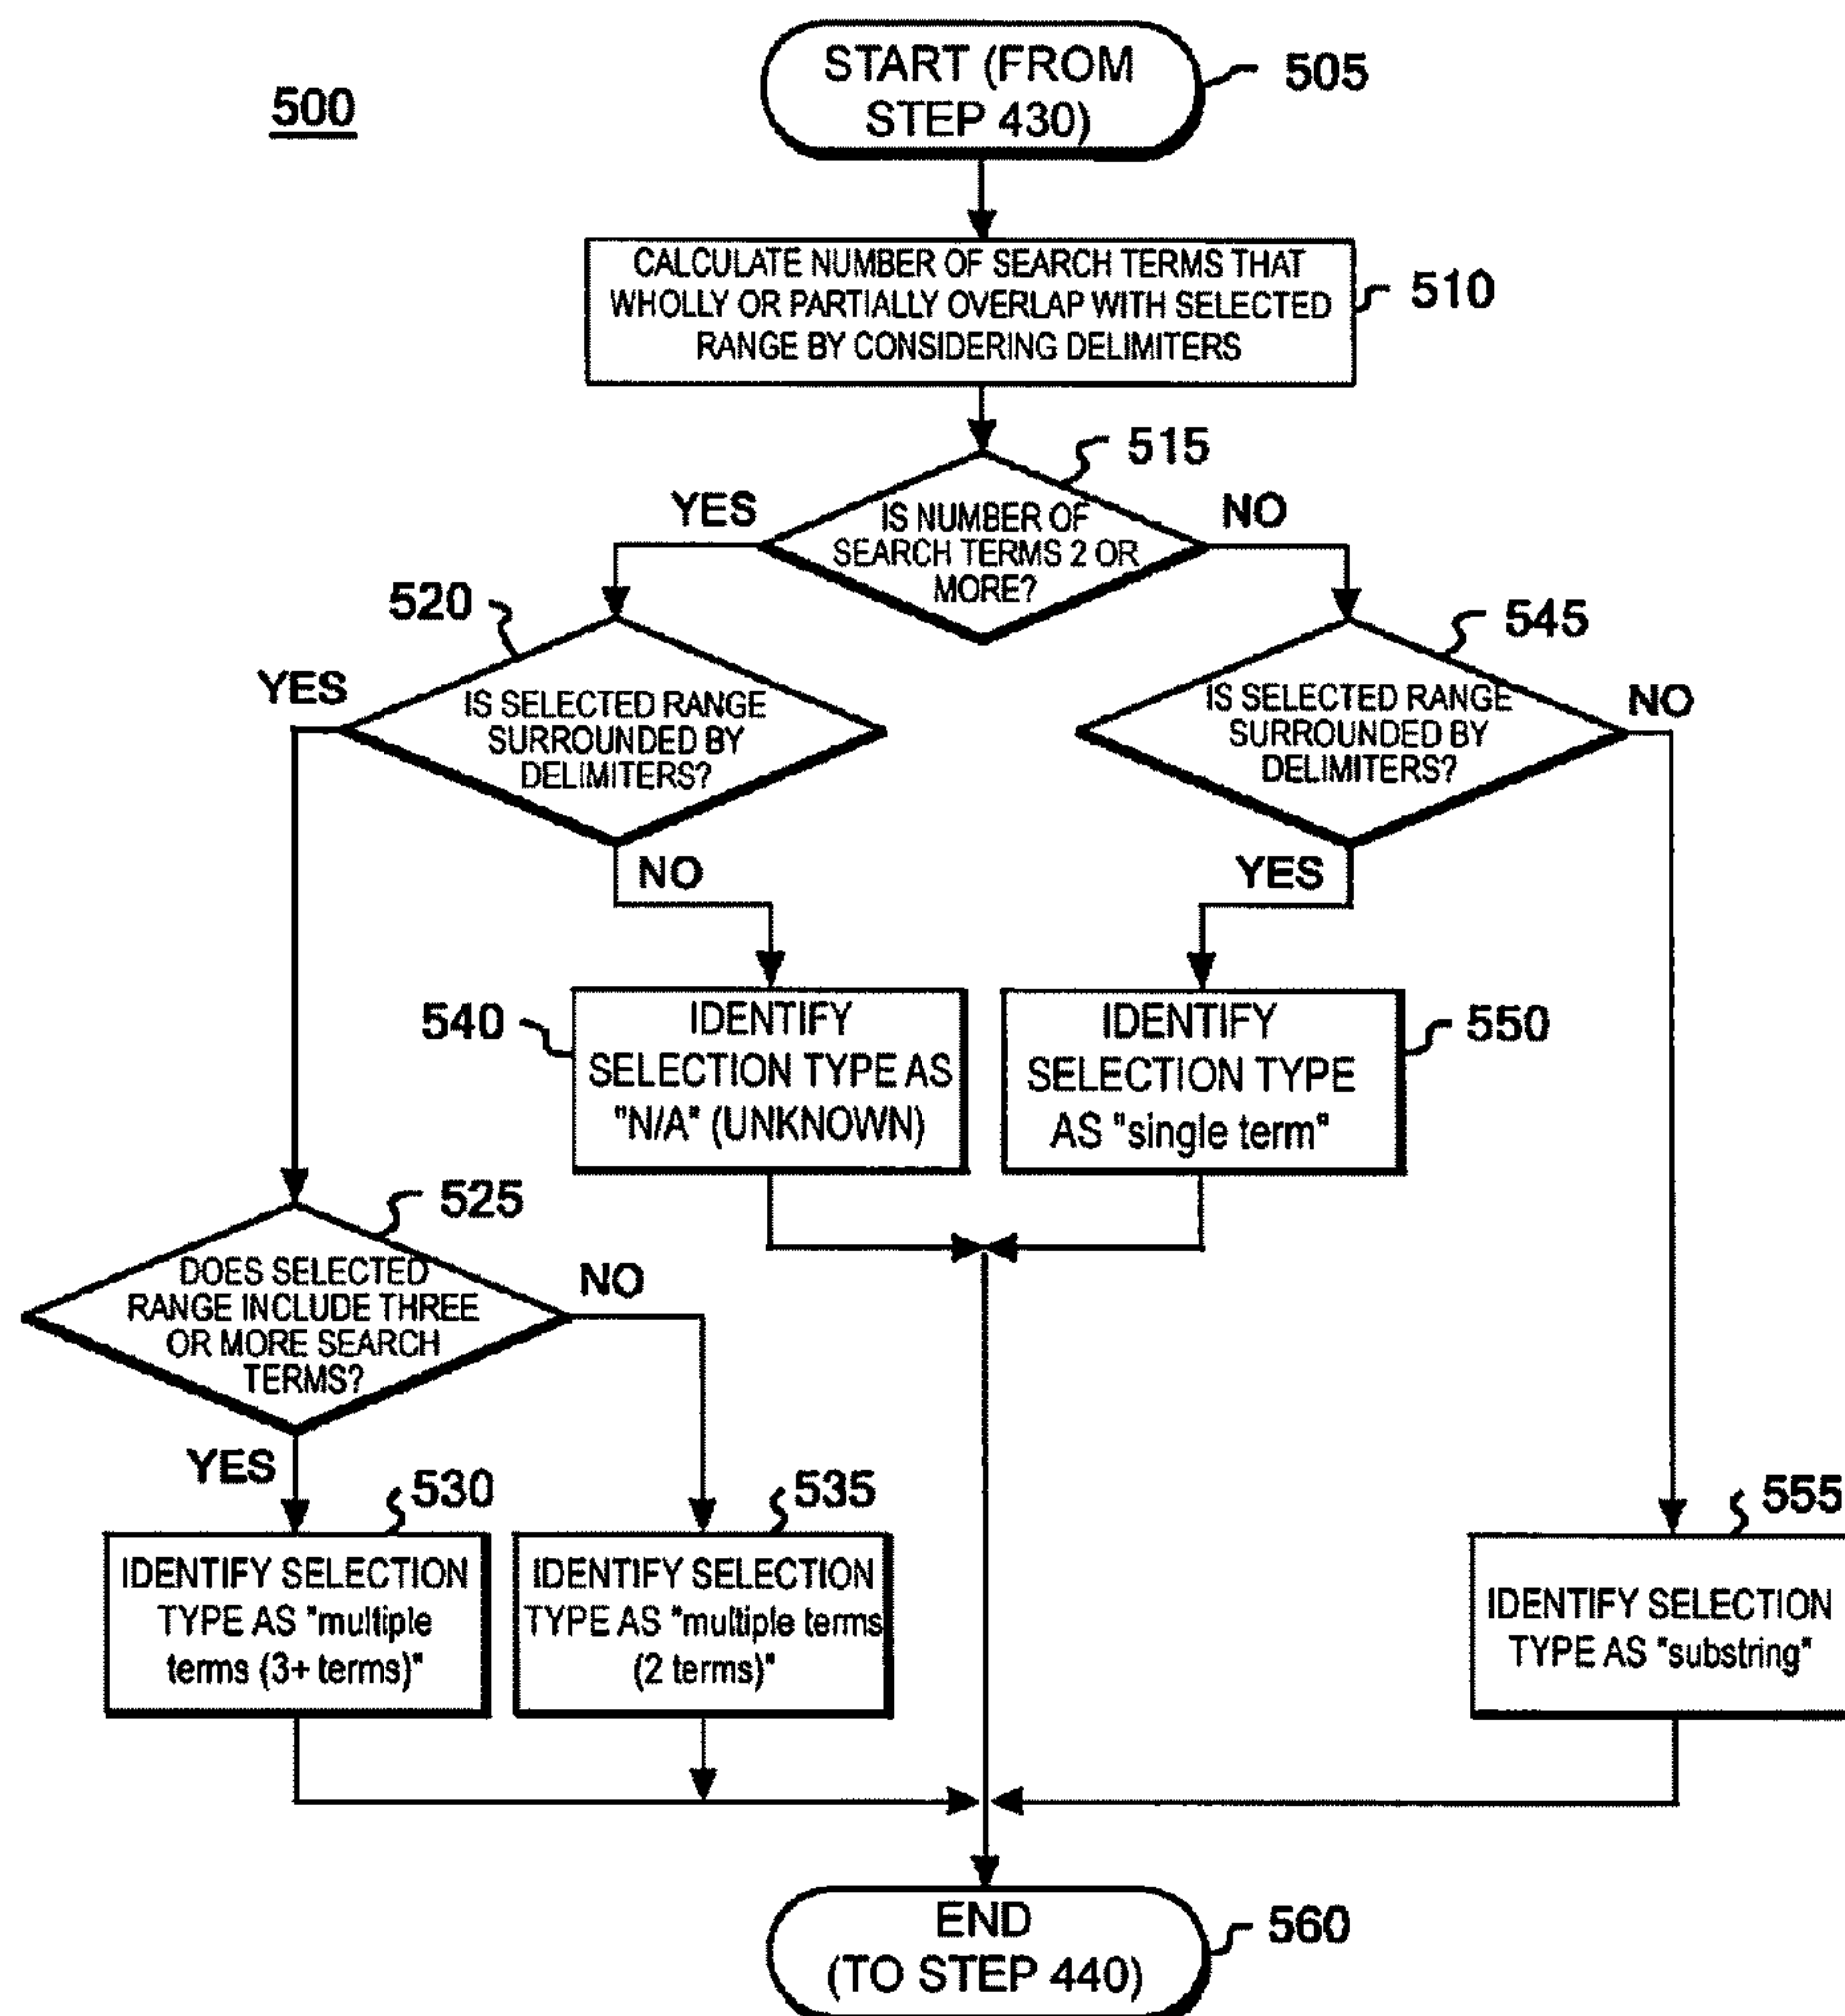 500
START (FROM
STEP 430)
505
CALCULATE NUMBER OF SEARCH TERMS THAT
WHOLLY OR PARTIALLY OVERLAP WITH SELECTED
RANGE BY CONSIDERING DELIMITERS
510
515
YES
IS NUMBER OF
SEARCH TERMS 2 OR
MORE?
NO
520
YES
IS SELECTED RANGE
SURROUNDED BY
DELIMITERS?
NO
545
IS SELECTED RANGE
SURROUNDED BY
DELIMITERS?
NO
YES
540
IDENTIFY
SELECTION TYPE AS
"N/A" (UNKNOWN)
IDENTIFY
SELECTION TYPE
AS "single term"
550
525
DOES SELECTED
RANGE INCLUDE THREE
OR MORE SEARCH
TERMS?
NO
YES
530
IDENTIFY SELECTION
TYPE AS "multiple
terms (3+ terms)"
535
IDENTIFY SELECTION
TYPE AS "multiple terms
(2 terms)"
555
IDENTIFY SELECTION
TYPE AS "substring"
END
(TO STEP 440)
560